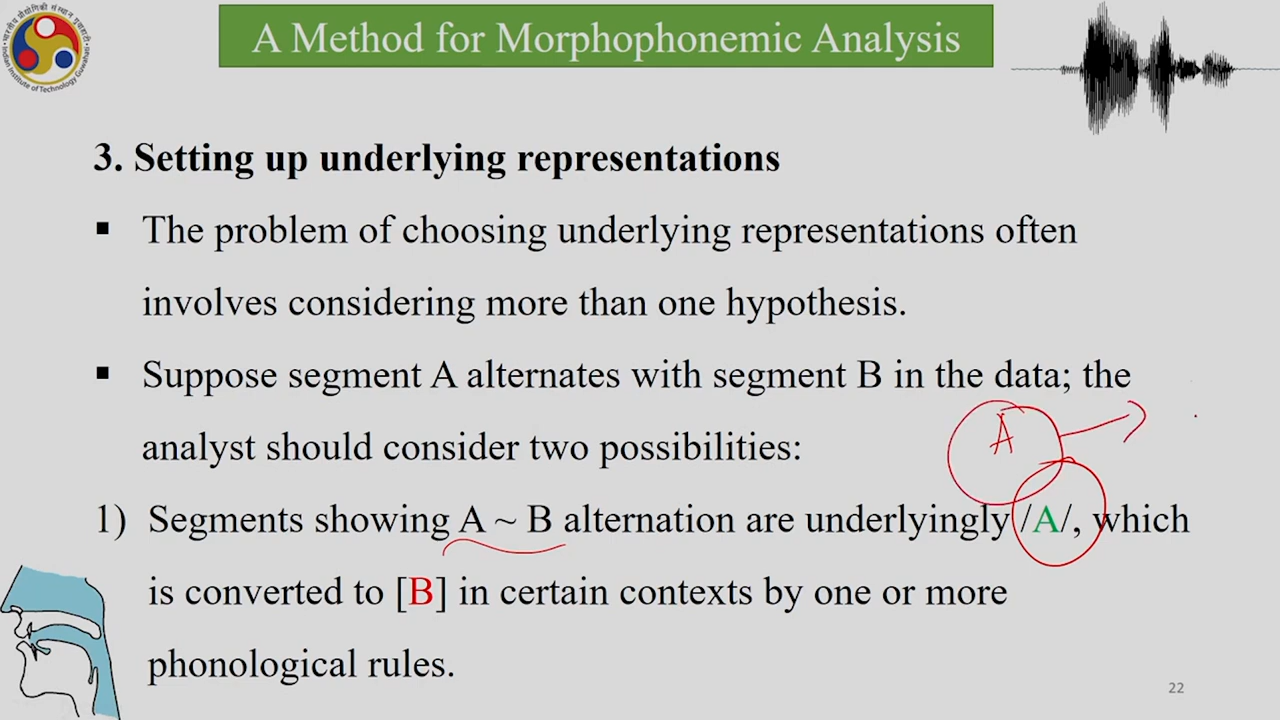 A Method for Morphophonemic Analysis
3. Setting up underlying representations
▪ The problem of choosing underlying representations often
involves considering more than one hypothesis.
▪ Suppose segment A alternates with segment B in the data; the
analyst should consider two possibilities:
A
1) Segments showing A ~ B alternation are underlyingly /A/, which
is converted to [B] in certain contexts by one or more
phonological rules.
22